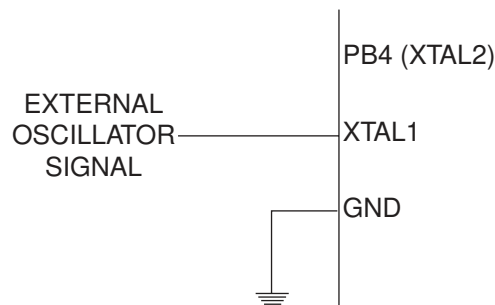 PB4 (XTAL2)
EXTERNAL
OSCILLATOR
SIGNAL
XTAL1
GND